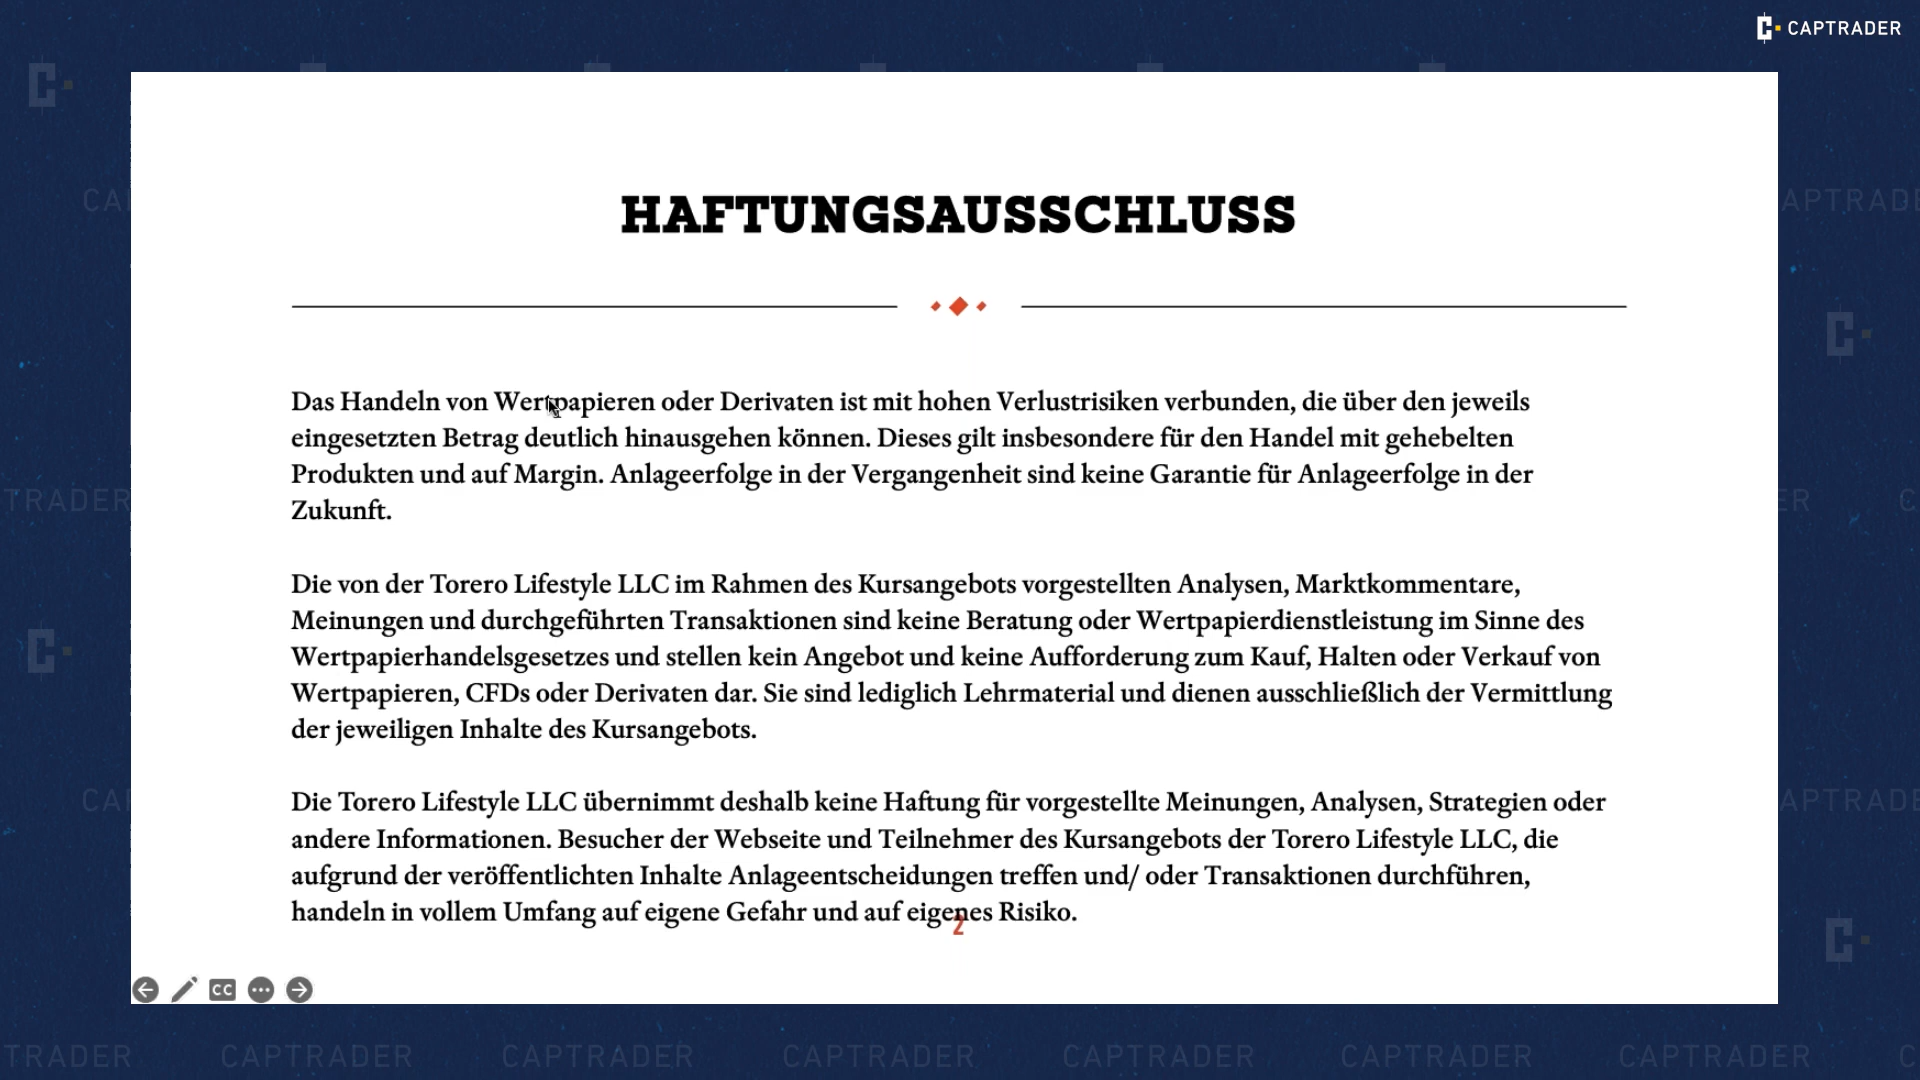 CAPTRADER
HAFTUNGSAUSSCHLUSS
Das Handeln von Wertpapieren oder Derivaten ist mit hohen Verlustrisiken verbunden, die über den jeweils
eingesetzten Betrag deutlich hinausgehen können. Dieses gilt insbesondere für den Handel mit gehebelten
Produkten und auf Margin. Anlageerfolge in der Vergangenheit sind keine Garantie für Anlageerfolge in der
Zukunft.
Die von der Torero Lifestyle LLC im Rahmen des Kursangebots vorgestellten Analysen, Marktkommentare,
Meinungen und durchgeführten Transaktionen sind keine Beratung oder Wertpapierdienstleistung im Sinne des
Wertpapierhandelsgesetzes und stellen kein Angebot und keine Aufforderung zum Kauf, Halten oder Verkauf von
Wertpapieren, CFDs oder Derivaten dar. Sie sind lediglich Lehrmaterial und dienen ausschließlich der Vermittlung
der jeweiligen Inhalte des Kursangebots.
Die Torero Lifestyle LLC übernimmt deshalb keine Haftung für vorgestellte Meinungen, Analysen, Strategien oder
andere Informationen. Besucher der Webseite und Teilnehmer des Kursangebots der Torero Lifestyle LLC, die
aufgrund der veröffentlichten Inhalte Anlageentscheidungen treffen und/ oder Transaktionen durchführen,
handeln in vollem Umfang auf eigene Gefahr und auf eigenes Risiko.
2
CC
TRADER CAPTRADER CAPTRADER CAPTRADER CAPTRADER CAPTRADER CAPTRADER